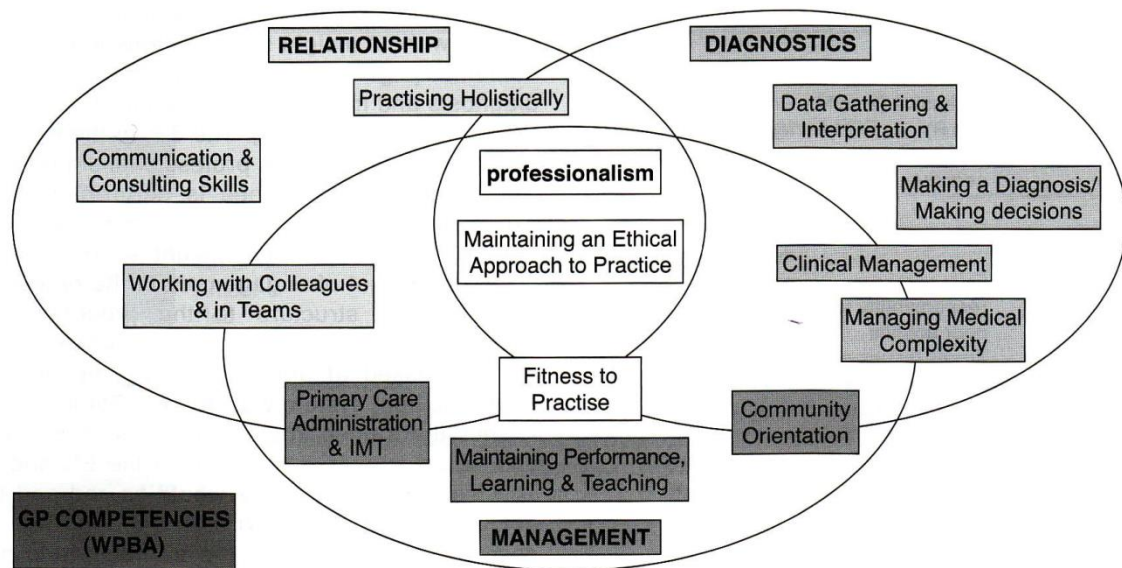 RELATIONSHIP
DIAGNOSTICS
Practising Holistically
Data Gathering &
Interpretation
Communication &
Consulting Skills
professionalism
Making a Diagnosis/
Making decisions
Maintaining an Ethical
Approach to Practice
Clinical Management
Working with Colleagues
& in Teams
Managing Medical
Complexity
Fitness to
Practise
Primary Care
Administration
& IMT
Community
Orientation
Maintaining Performance,
Learning & Teaching
GP COMPETENCIES
(WPBA)
MANAGEMENT